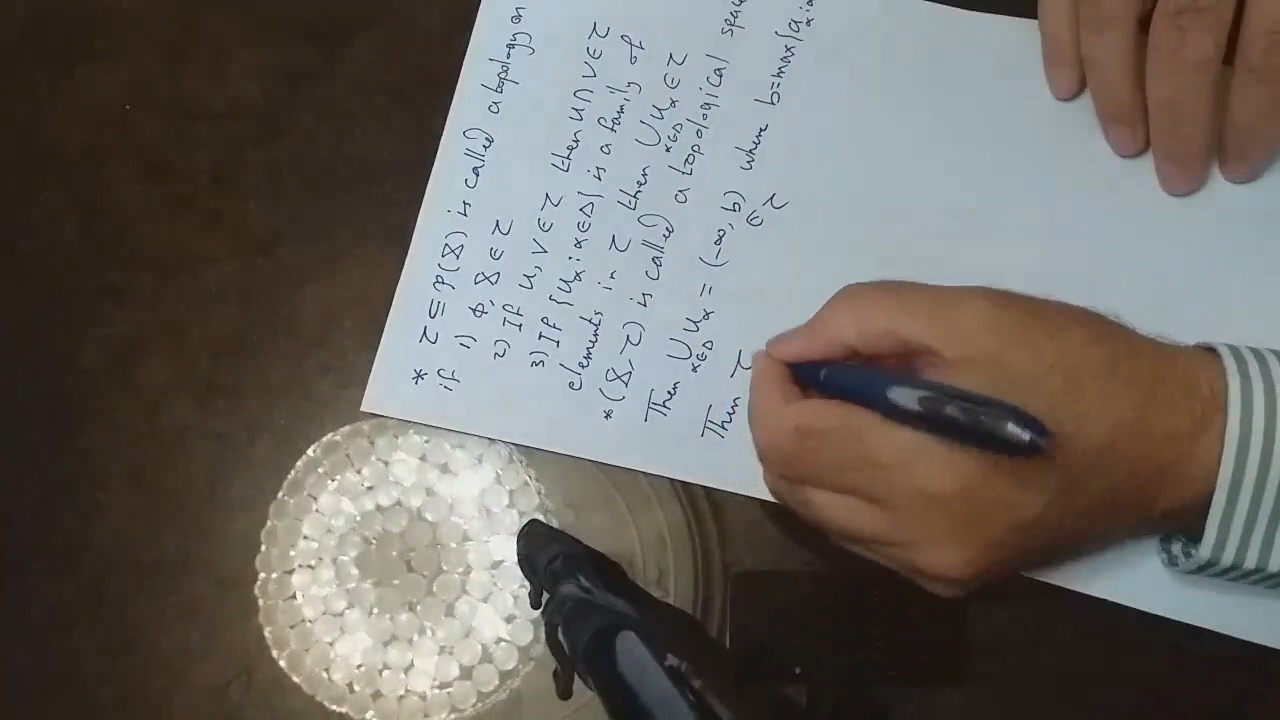 * τ ⊆ P(X) is called a topology on
if 1) ϕ, X ∈ τ
2) If U, V ∈ τ then U ∩ V ∈ τ
3) If {Uα : α ∈ Δ} is a family of
elements in τ then ∪ Uα ∈ τ
α∈Δ
* (X, τ) is called a topological space
Then ∪ Uα = (-∞, b) where b = max{aα : α
α∈Δ ∈ τ
Then τ